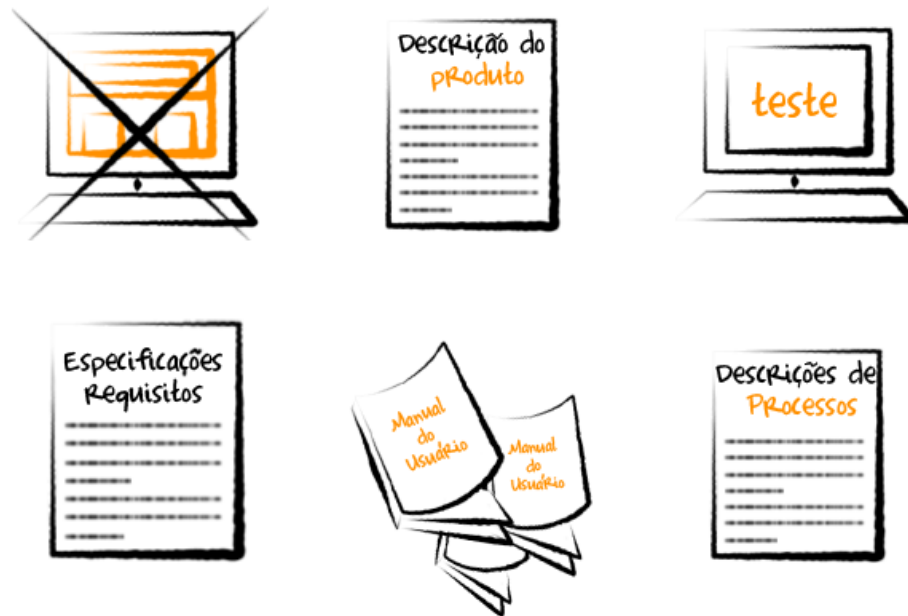 Descrição do
produto
teste
Especificações
Requisitos
Manual
do
Usuário
Manual
do
Usuário
Descrições de
Processos